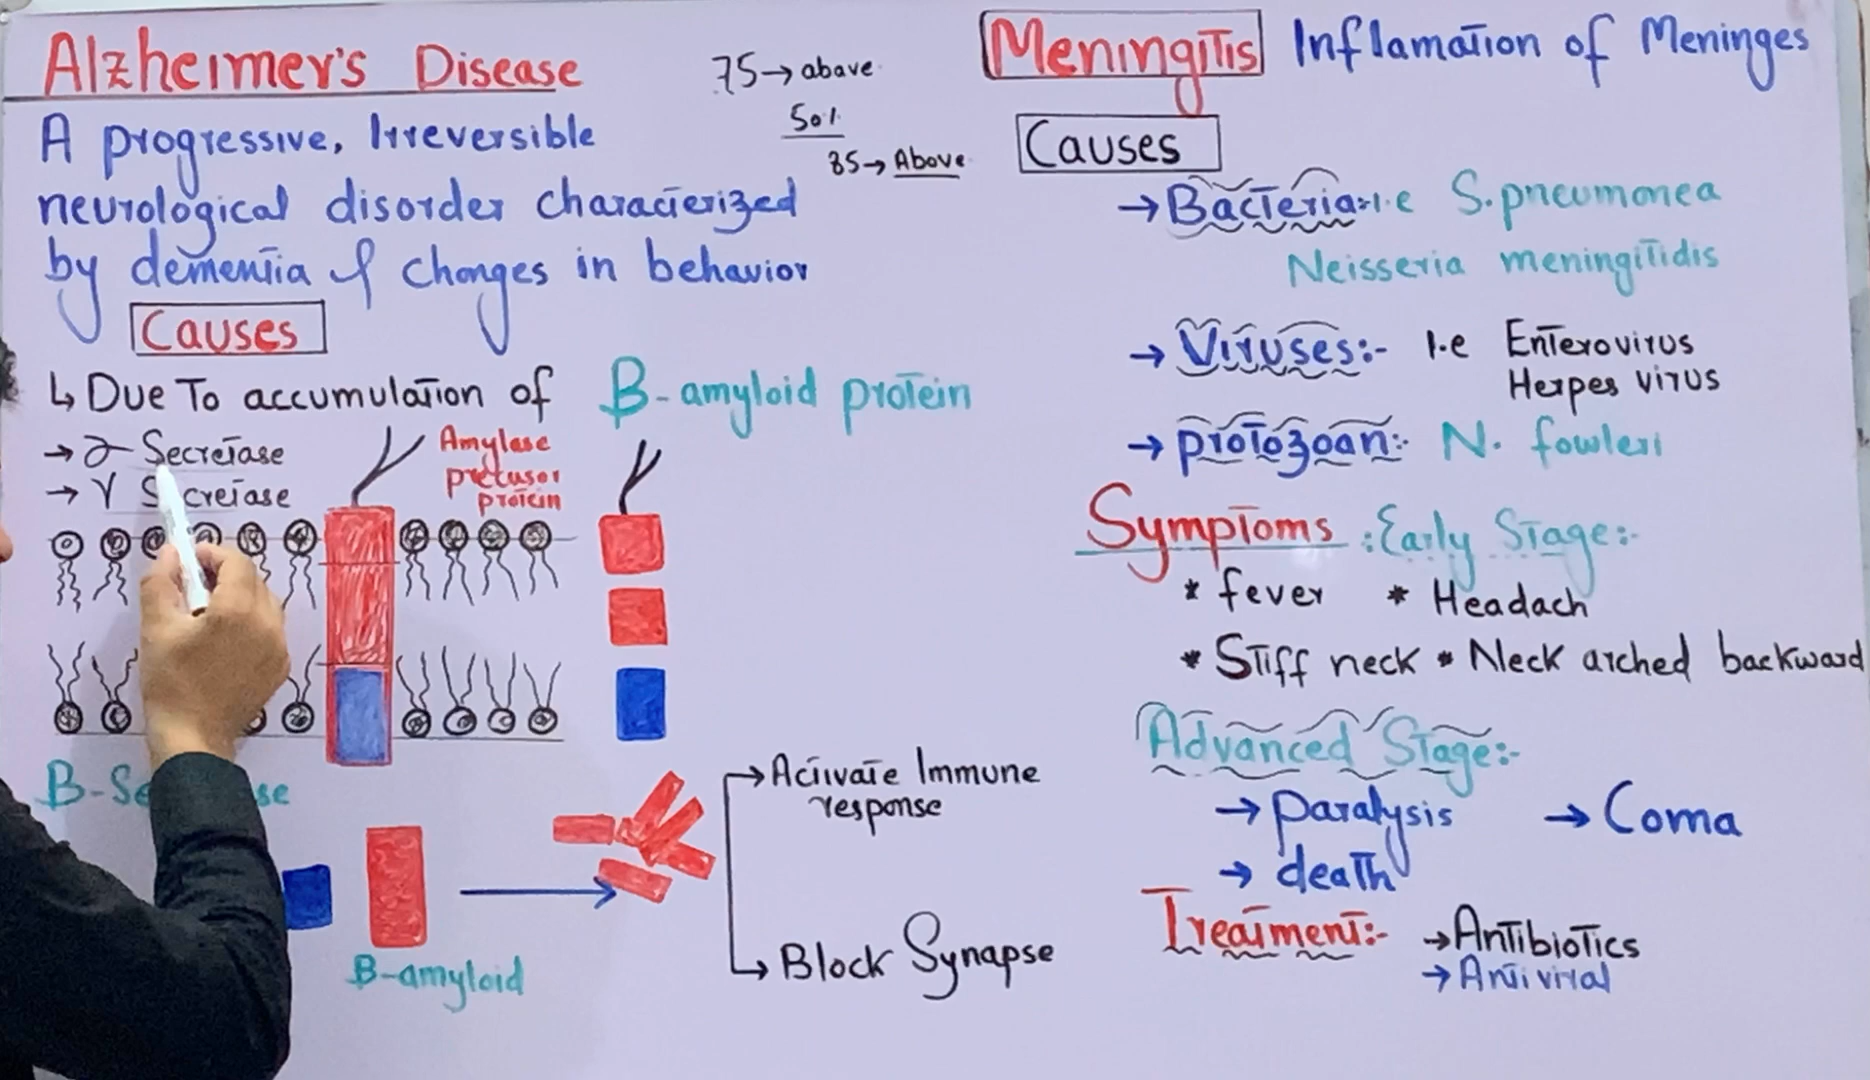 Alzheimer's Disease
75→ above
50%
85→ Above
A progressive, Irreversible
neurological disorder characterized
by dementia & changes in behavior
Causes
↳ Due To accumulation of B-amyloid protein
→ α Secretase
→ γ Secretase
Amylase
precusor
protein
B-Se se
B-amyloid
→ Activate Immune
response
→ Block Synapse
Meningitis Inflamation of Meninges
Causes
→ Bacteria:- i.e S.pneumonea
Neisseria meningitidis
→ Viruses:- i.e Enterovirus
Herpes virus
→ protozoan:- N. fowleri
Symptoms :Early Stage:-
* fever * Headach
* Stiff neck * Neck arched backward
Advanced Stage:-
→ paralysis → Coma
→ death
Treatment:- → Antibiotics
→ Antiviral